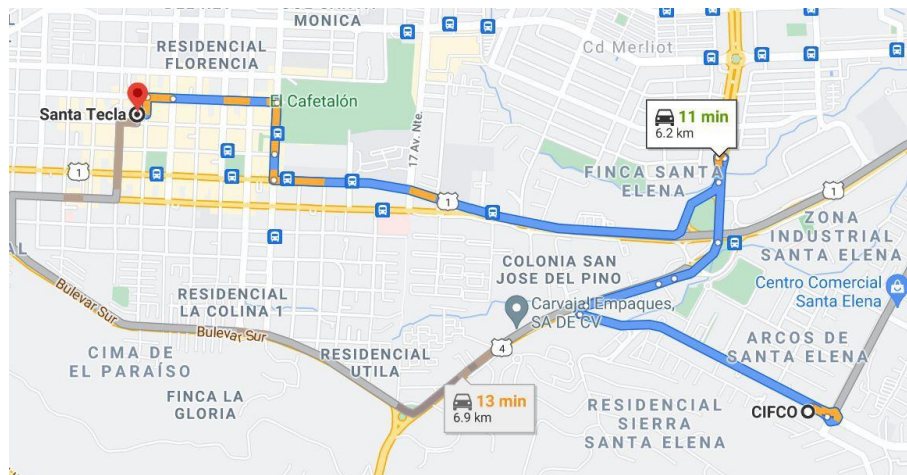 MONICA
RESIDENCIAL
FLORENCIA
Cd Merliot
El Cafetalón
Santa Tecla
11 min
6.2 km
17 Av. Nte.
1
FINCA SANTA
ELENA
1
1
ZONA
INDUSTRIAL
SANTA ELENA
COLONIA SAN
JOSE DEL PINO
Centro Comercial
Santa Elena
Bulevar Sur
RESIDENCIAL
LA COLINA 1
Carvajal Empaques,
SA DE CV
Bulevar Sur
4
ARCOS DE
SANTA ELENA
CIMA DE
EL PARAÍSO
RESIDENCIAL
UTILA
FINCA LA
GLORIA
13 min
6.9 km
RESIDENCIAL
SIERRA
SANTA ELENA
CIFCO